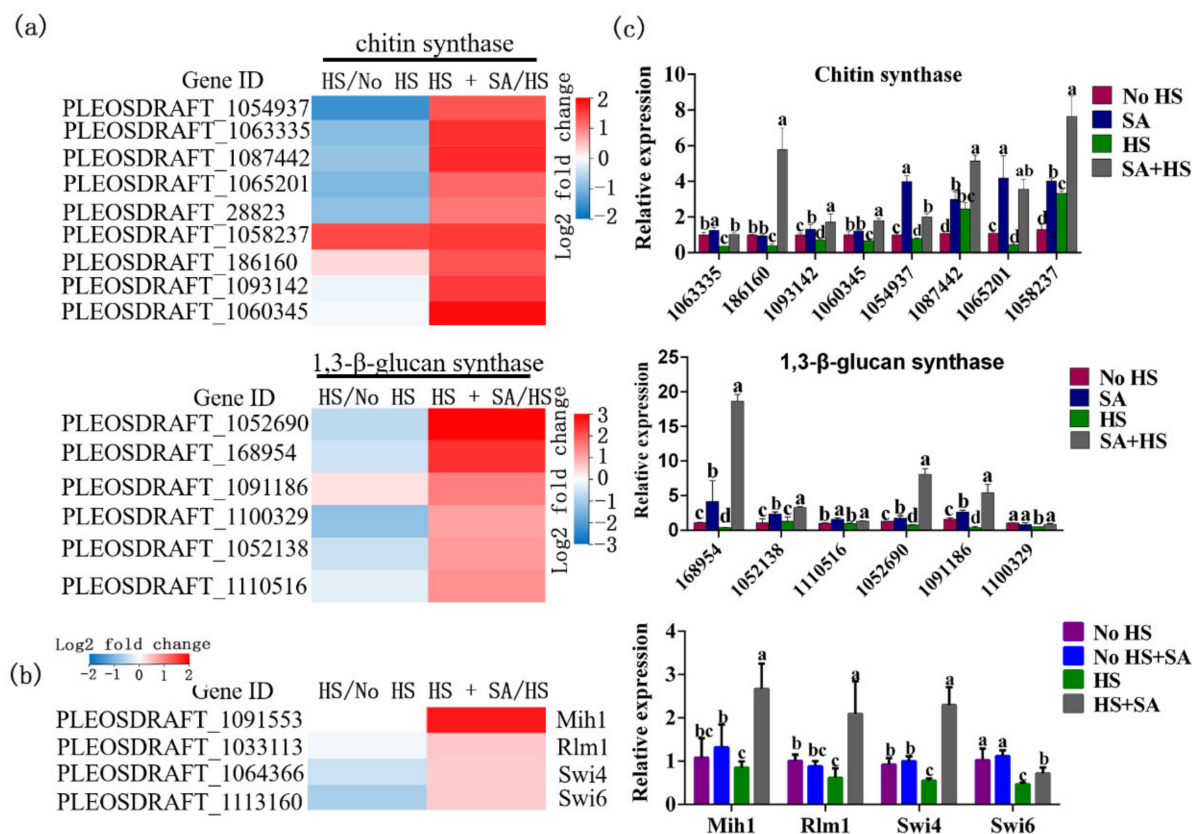 (a)
chitin synthase
Gene ID HS/No HS HS + SA/HS
PLEOSDRAFT_1054937
PLEOSDRAFT_1063335
PLEOSDRAFT_1087442
PLEOSDRAFT_1065201
PLEOSDRAFT_28823
PLEOSDRAFT_1058237
PLEOSDRAFT_186160
PLEOSDRAFT_1093142
PLEOSDRAFT_1060345
2
1
0
−1
−2
Log2 fold change
1,3-β-glucan synthase
Gene ID HS/No HS HS + SA/HS
PLEOSDRAFT_1052690
PLEOSDRAFT_168954
PLEOSDRAFT_1091186
PLEOSDRAFT_1100329
PLEOSDRAFT_1052138
PLEOSDRAFT_1110516
3
2
1
0
−1
−2
−3
Log2 fold change
(b)
Log2 fold change
−2 −1 0 1 2
Gene ID HS/No HS HS + SA/HS
PLEOSDRAFT_1091553 Mih1
PLEOSDRAFT_1033113 Rlm1
PLEOSDRAFT_1064366 Swi4
PLEOSDRAFT_1113160 Swi6
(c)
Chitin synthase
Relative expression
10
8
6
4
2
0
No HS
SA
HS
SA+HS
b a c b
b b c a
c b d a
c b d a
c a d b
d b bc a
c a d ab
d b c a
1063335 186160 1093142 1060345 1054937 1087442 1065201 1058237
1,3-β-glucan synthase
Relative expression
25
20
15
10
5
0
No HS
SA
HS
SA+HS
c b d a
c b c a
b a b a
c b d a
c b d a
a a b a
168954 1052138 1110516 1052690 1091186 1100329
Relative expression
4
3
2
1
0
No HS
No HS+SA
HS
HS+SA
bc b c a
b bc c a
b b c a
a a c b
Mih1 Rlm1 Swi4 Swi6